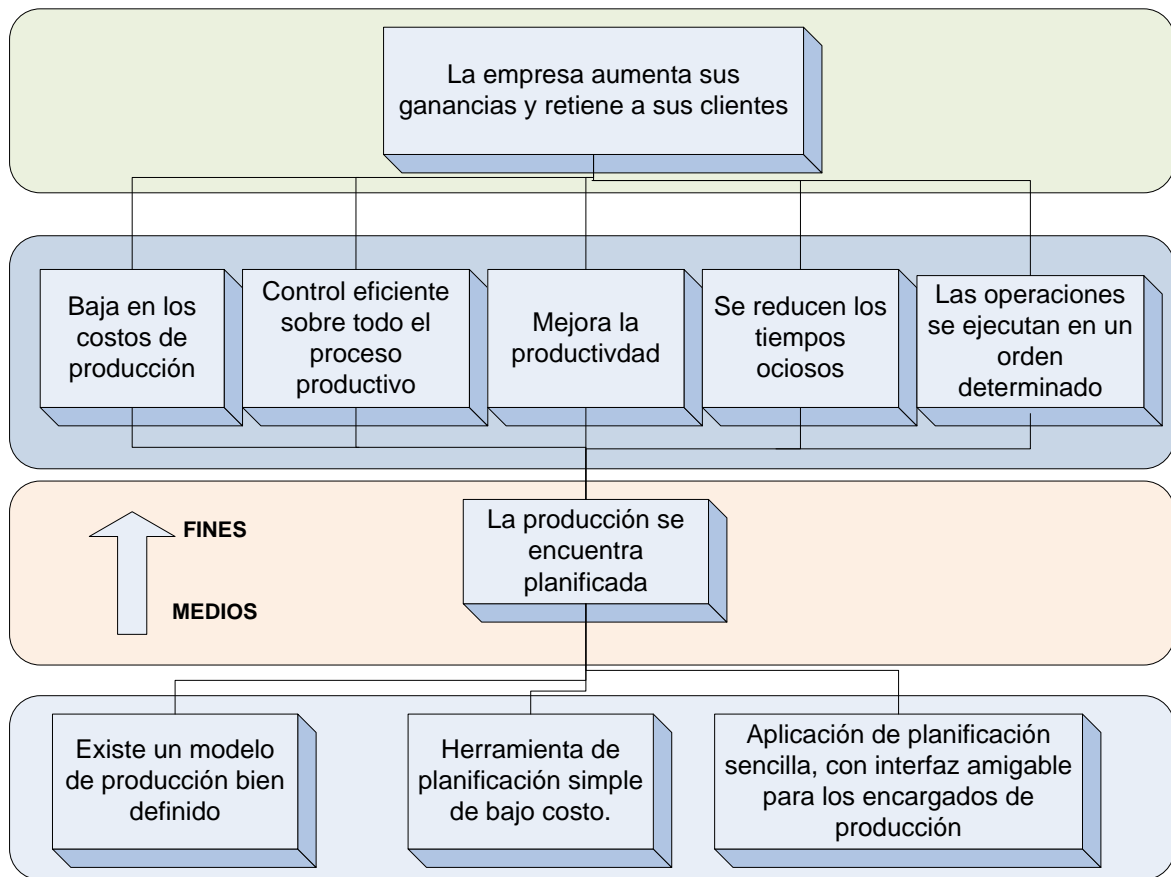 La empresa aumenta sus
ganancias y retiene a sus clientes
Baja en los
costos de
producción
Control eficiente
sobre todo el
proceso
productivo
Mejora la
productivdad
Se reducen los
tiempos
ociosos
Las operaciones
se ejecutan en un
orden
determinado
FINES
MEDIOS
La producción se
encuentra
planificada
Existe un modelo
de producción bien
definido
Herramienta de
planificación simple
de bajo costo.
Aplicación de planificación
sencilla, con interfaz amigable
para los encargados de
producción